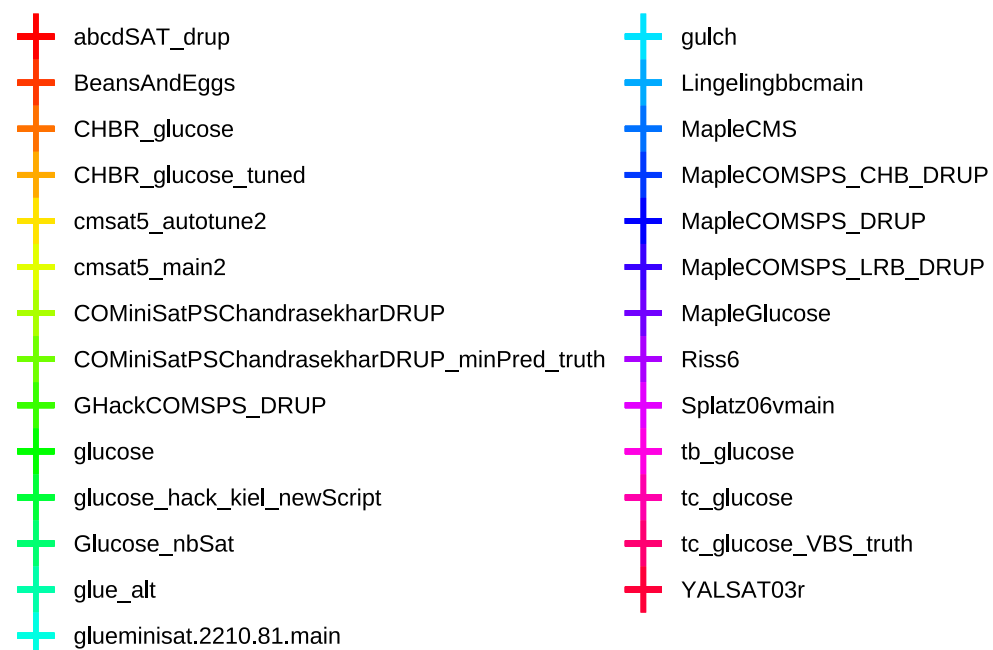 abcdSAT_drup
BeansAndEggs
CHBR_glucose
CHBR_glucose_tuned
cmsat5_autotune2
cmsat5_main2
COMiniSatPSChandrasekharDRUP
COMiniSatPSChandrasekharDRUP_minPred_truth
GHackCOMSPS_DRUP
glucose
glucose_hack_kiel_newScript
Glucose_nbSat
glue_alt
glueminisat.2210.81.main
gulch
Lingelingbbcmain
MapleCMS
MapleCOMSPS_CHB_DRUP
MapleCOMSPS_DRUP
MapleCOMSPS_LRB_DRUP
MapleGlucose
Riss6
Splatz06vmain
tb_glucose
tc_glucose
tc_glucose_VBS_truth
YALSAT03r